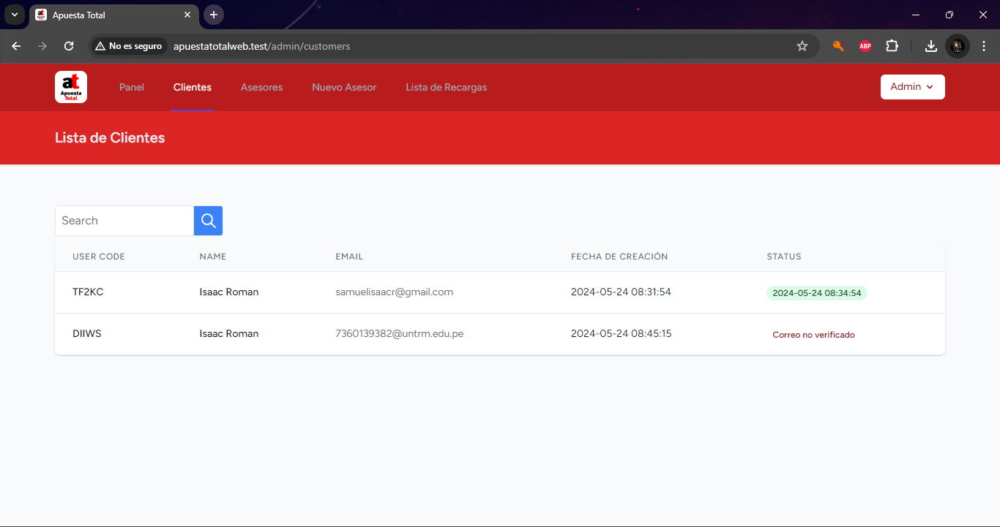 Apuesta Total
No es seguro apuestatotalweb.test/admin/customers ABP
at Apuesta Total
Panel Clientes Asesores Nuevo Asesor Lista de Recargas Admin
Lista de Clientes
Search
USER CODE NAME EMAIL FECHA DE CREACIÓN STATUS
TF2KC Isaac Roman samuelisaacr@gmail.com 2024-05-24 08:31:54 2024-05-24 08:34:54
DIIWS Isaac Roman 7360139382@untrm.edu.pe 2024-05-24 08:45:15 Correo no verificado